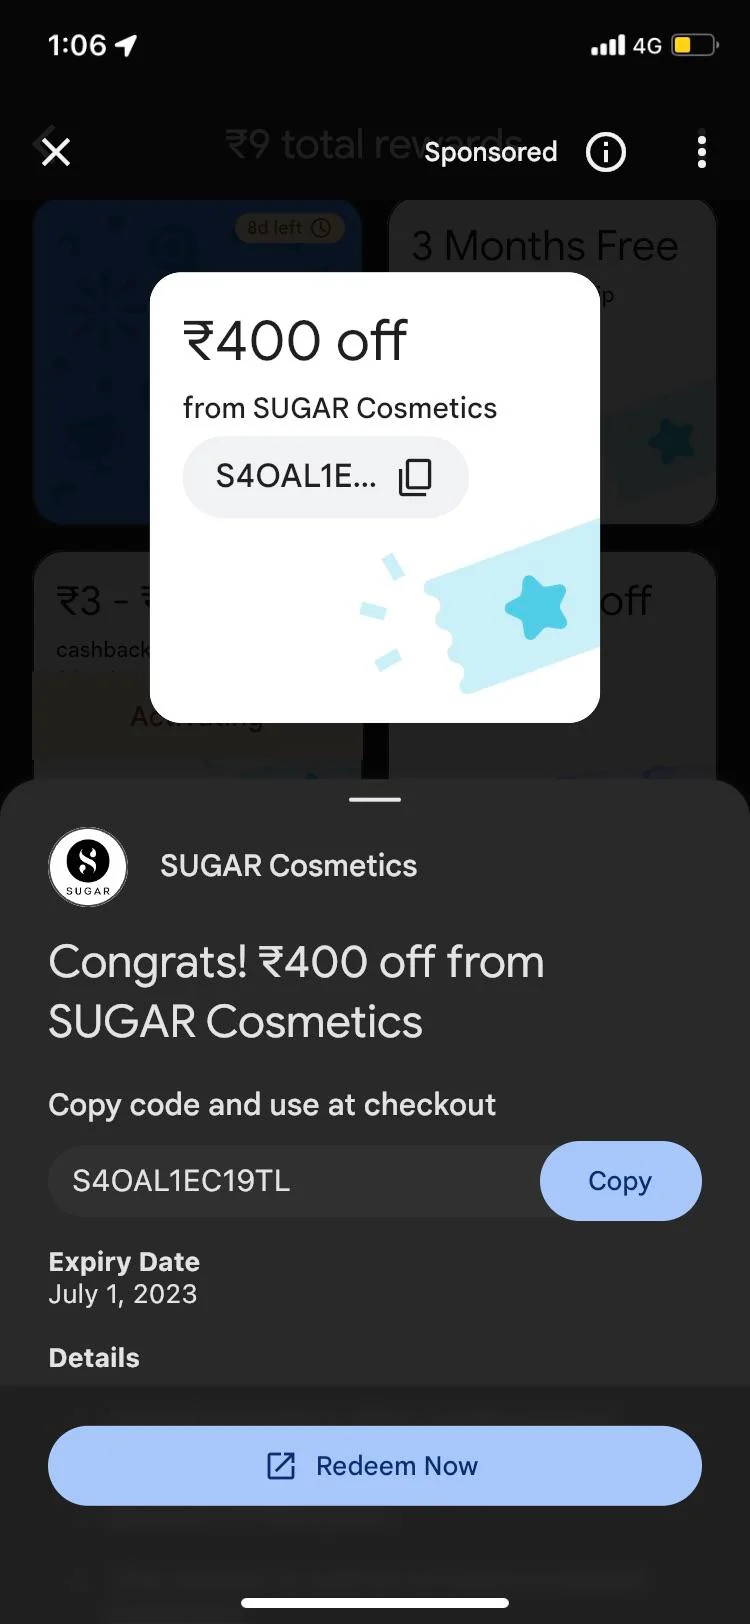 1:06
4G
₹9 total rewards
Sponsored
8d left
3 Months Free
₹400 off
from SUGAR Cosmetics
S4OAL1E...
₹3 -
off
cashback
SUGAR
SUGAR Cosmetics
Congrats! ₹400 off from
SUGAR Cosmetics
Copy code and use at checkout
S4OAL1EC19TL
Copy
Expiry Date
July 1, 2023
Details
Redeem Now